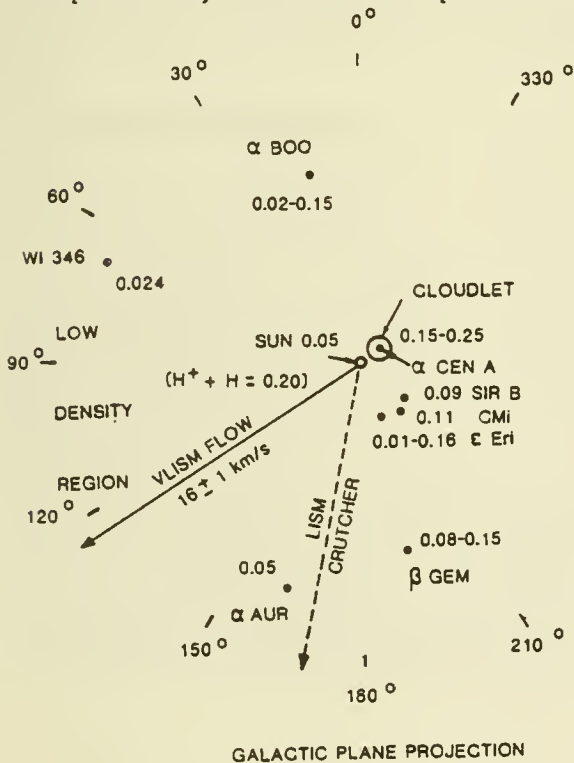 0°
30°
330°
α BOO
0.02-0.15
60°
WI 346
0.024
CLOUDLET
LOW
SUN 0.05
0.15-0.25
α CEN A
90°
(H⁺ + H = 0.20)
0.09 SIR B
DENSITY
0.11 CMi
0.01-0.16 ε Eri
VLISM FLOW
16 ± 1 km/s
REGION
120°
LISM
CRUTCHER
0.08-0.15
β GEM
0.05
α AUR
150°
210°
180°
GALACTIC PLANE PROJECTION